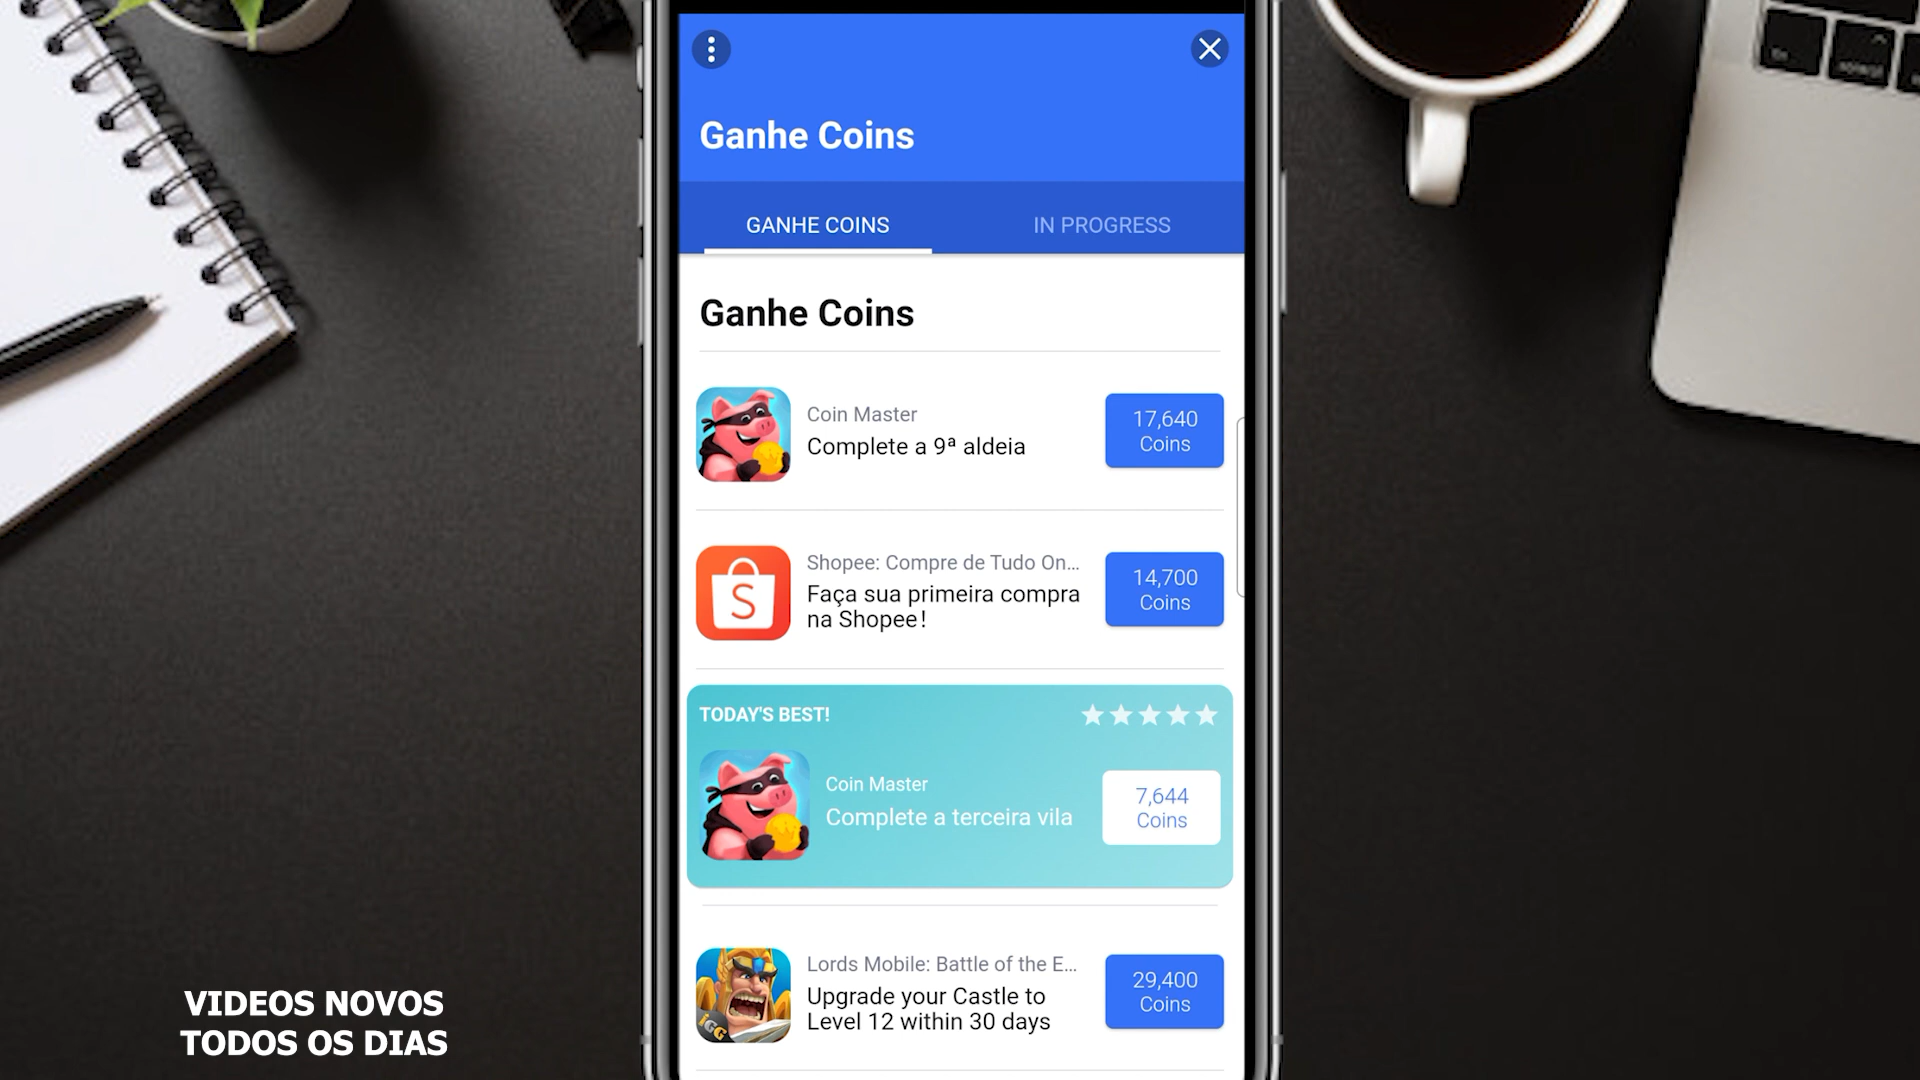 Ganhe Coins
GANHE COINS
IN PROGRESS
Ganhe Coins
Coin Master
Complete a 9ª aldeia
17,640
Coins
Shopee: Compre de Tudo On...
Faça sua primeira compra
na Shopee!
14,700
Coins
S
TODAY'S BEST!
Coin Master
Complete a terceira vila
7,644
Coins
Lords Mobile: Battle of the E...
Upgrade your Castle to
Level 12 within 30 days
29,400
Coins
IGG
VIDEOS NOVOS
TODOS OS DIAS